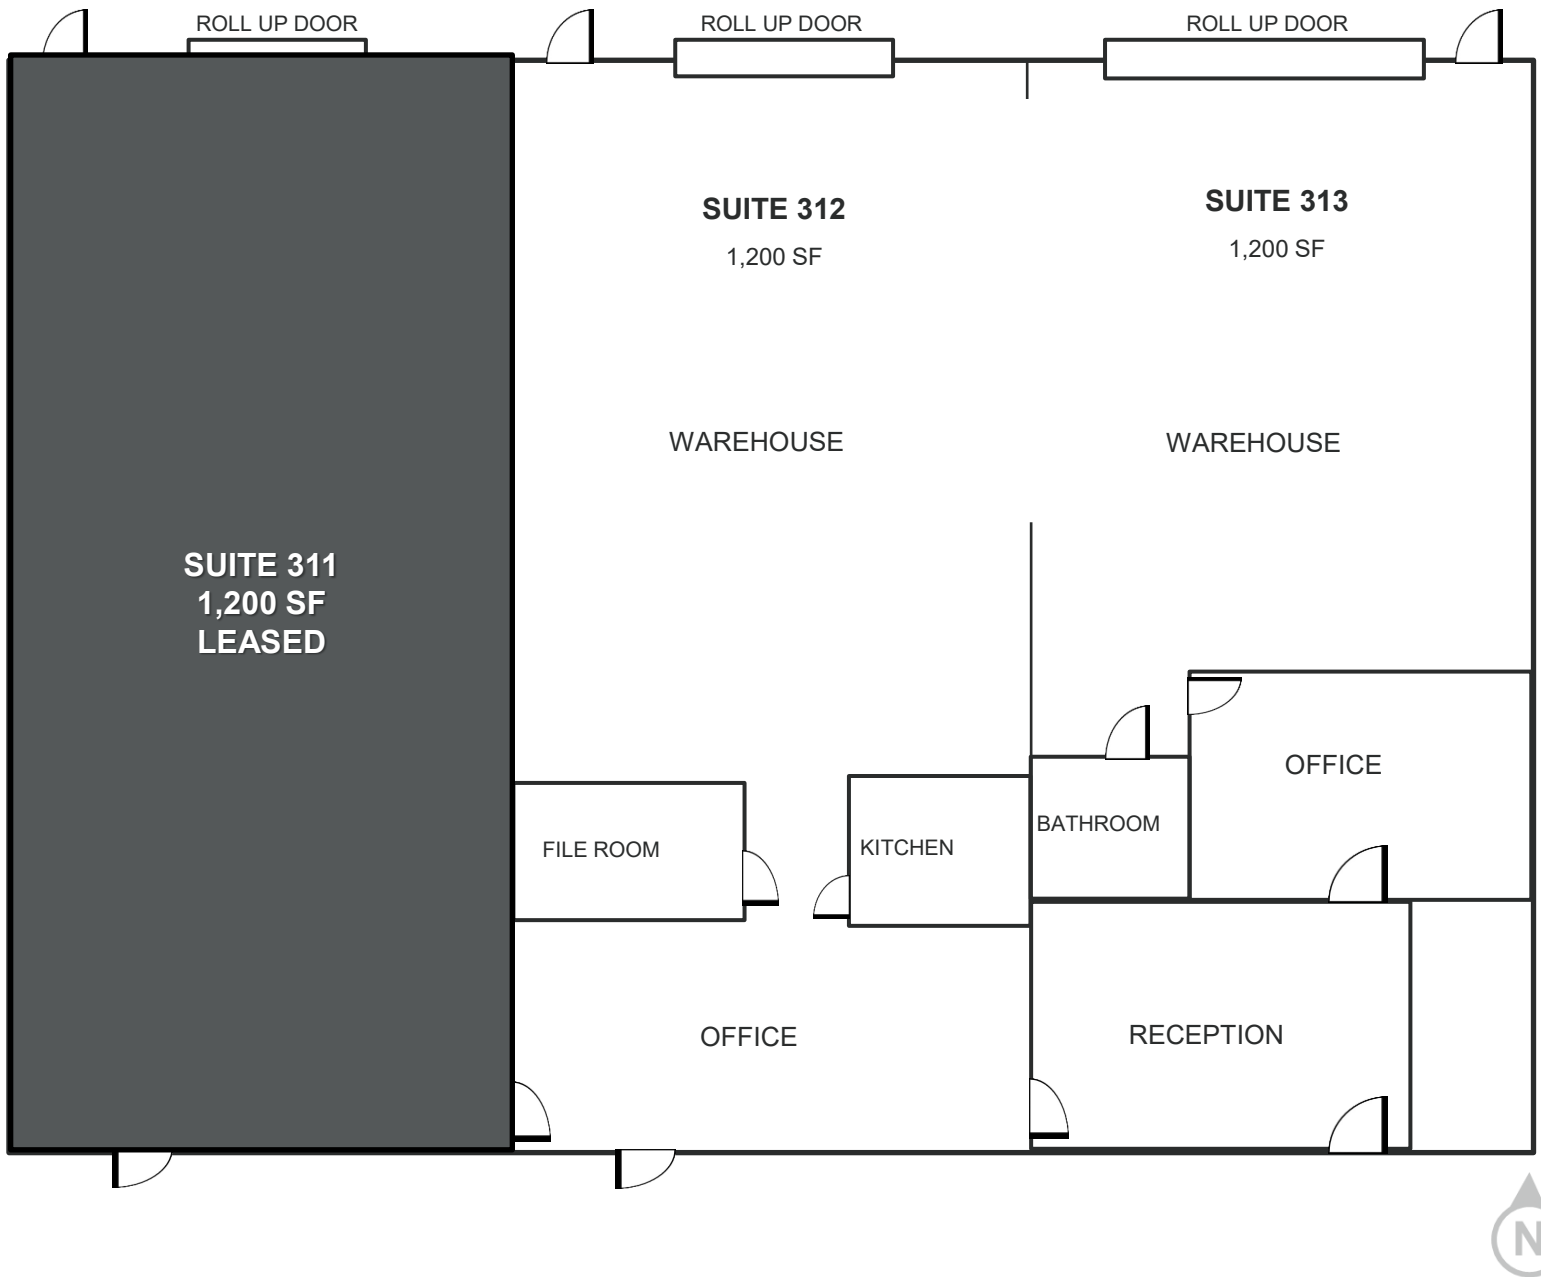 ROLL UP DOOR
ROLL UP DOOR
ROLL UP DOOR
SUITE 312
1,200 SF
SUITE 313
1,200 SF
WAREHOUSE
WAREHOUSE
SUITE 311
1,200 SF
LEASED
OFFICE
BATHROOM
FILE ROOM
KITCHEN
OFFICE
RECEPTION
N